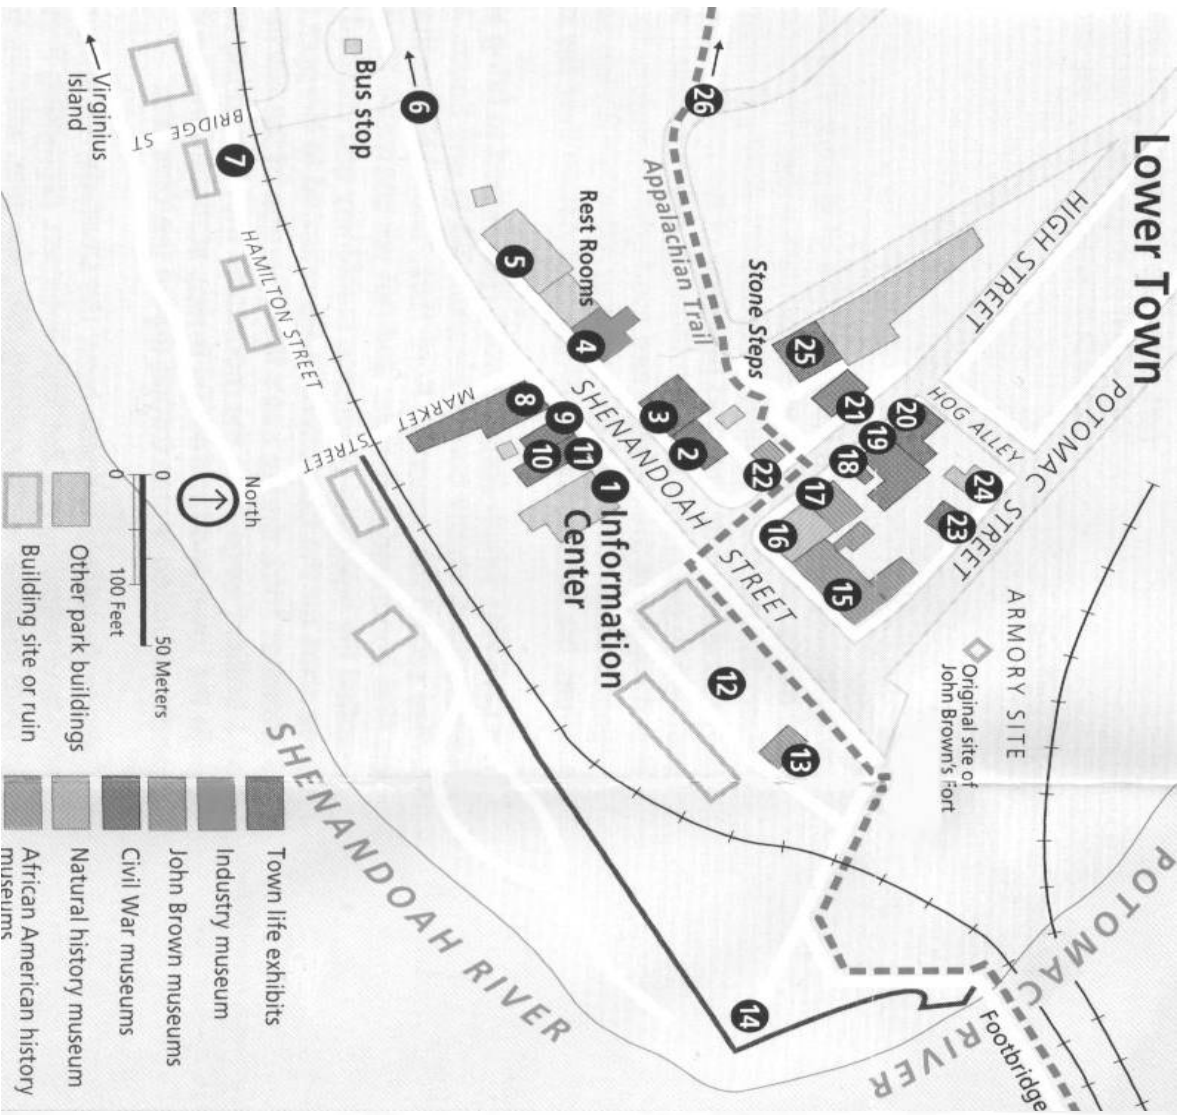 Lower Town
HIGH STREET
POTOMAC STREET
HOG ALLEY
26
Appalachian Trail
Stone Steps
25
21
20
19
18
24
23
22
17
16
15
ARMORY SITE
Original site of
John Brown's Fort
POTOMAC RIVER
Footbridge
6
Bus stop
Rest Rooms
5
4
3
2
SHENANDOAH STREET
1 Information
Center
8
9
10
11
12
13
14
Virginius
Island
BRIDGE ST
7
HAMILTON STREET
MARKET STREET
SHENANDOAH RIVER
North
0
50 Meters
0
100 Feet
Other park buildings
Building site or ruin
Town life exhibits
Industry museum
John Brown museums
Civil War museums
Natural history museum
African American history
museums